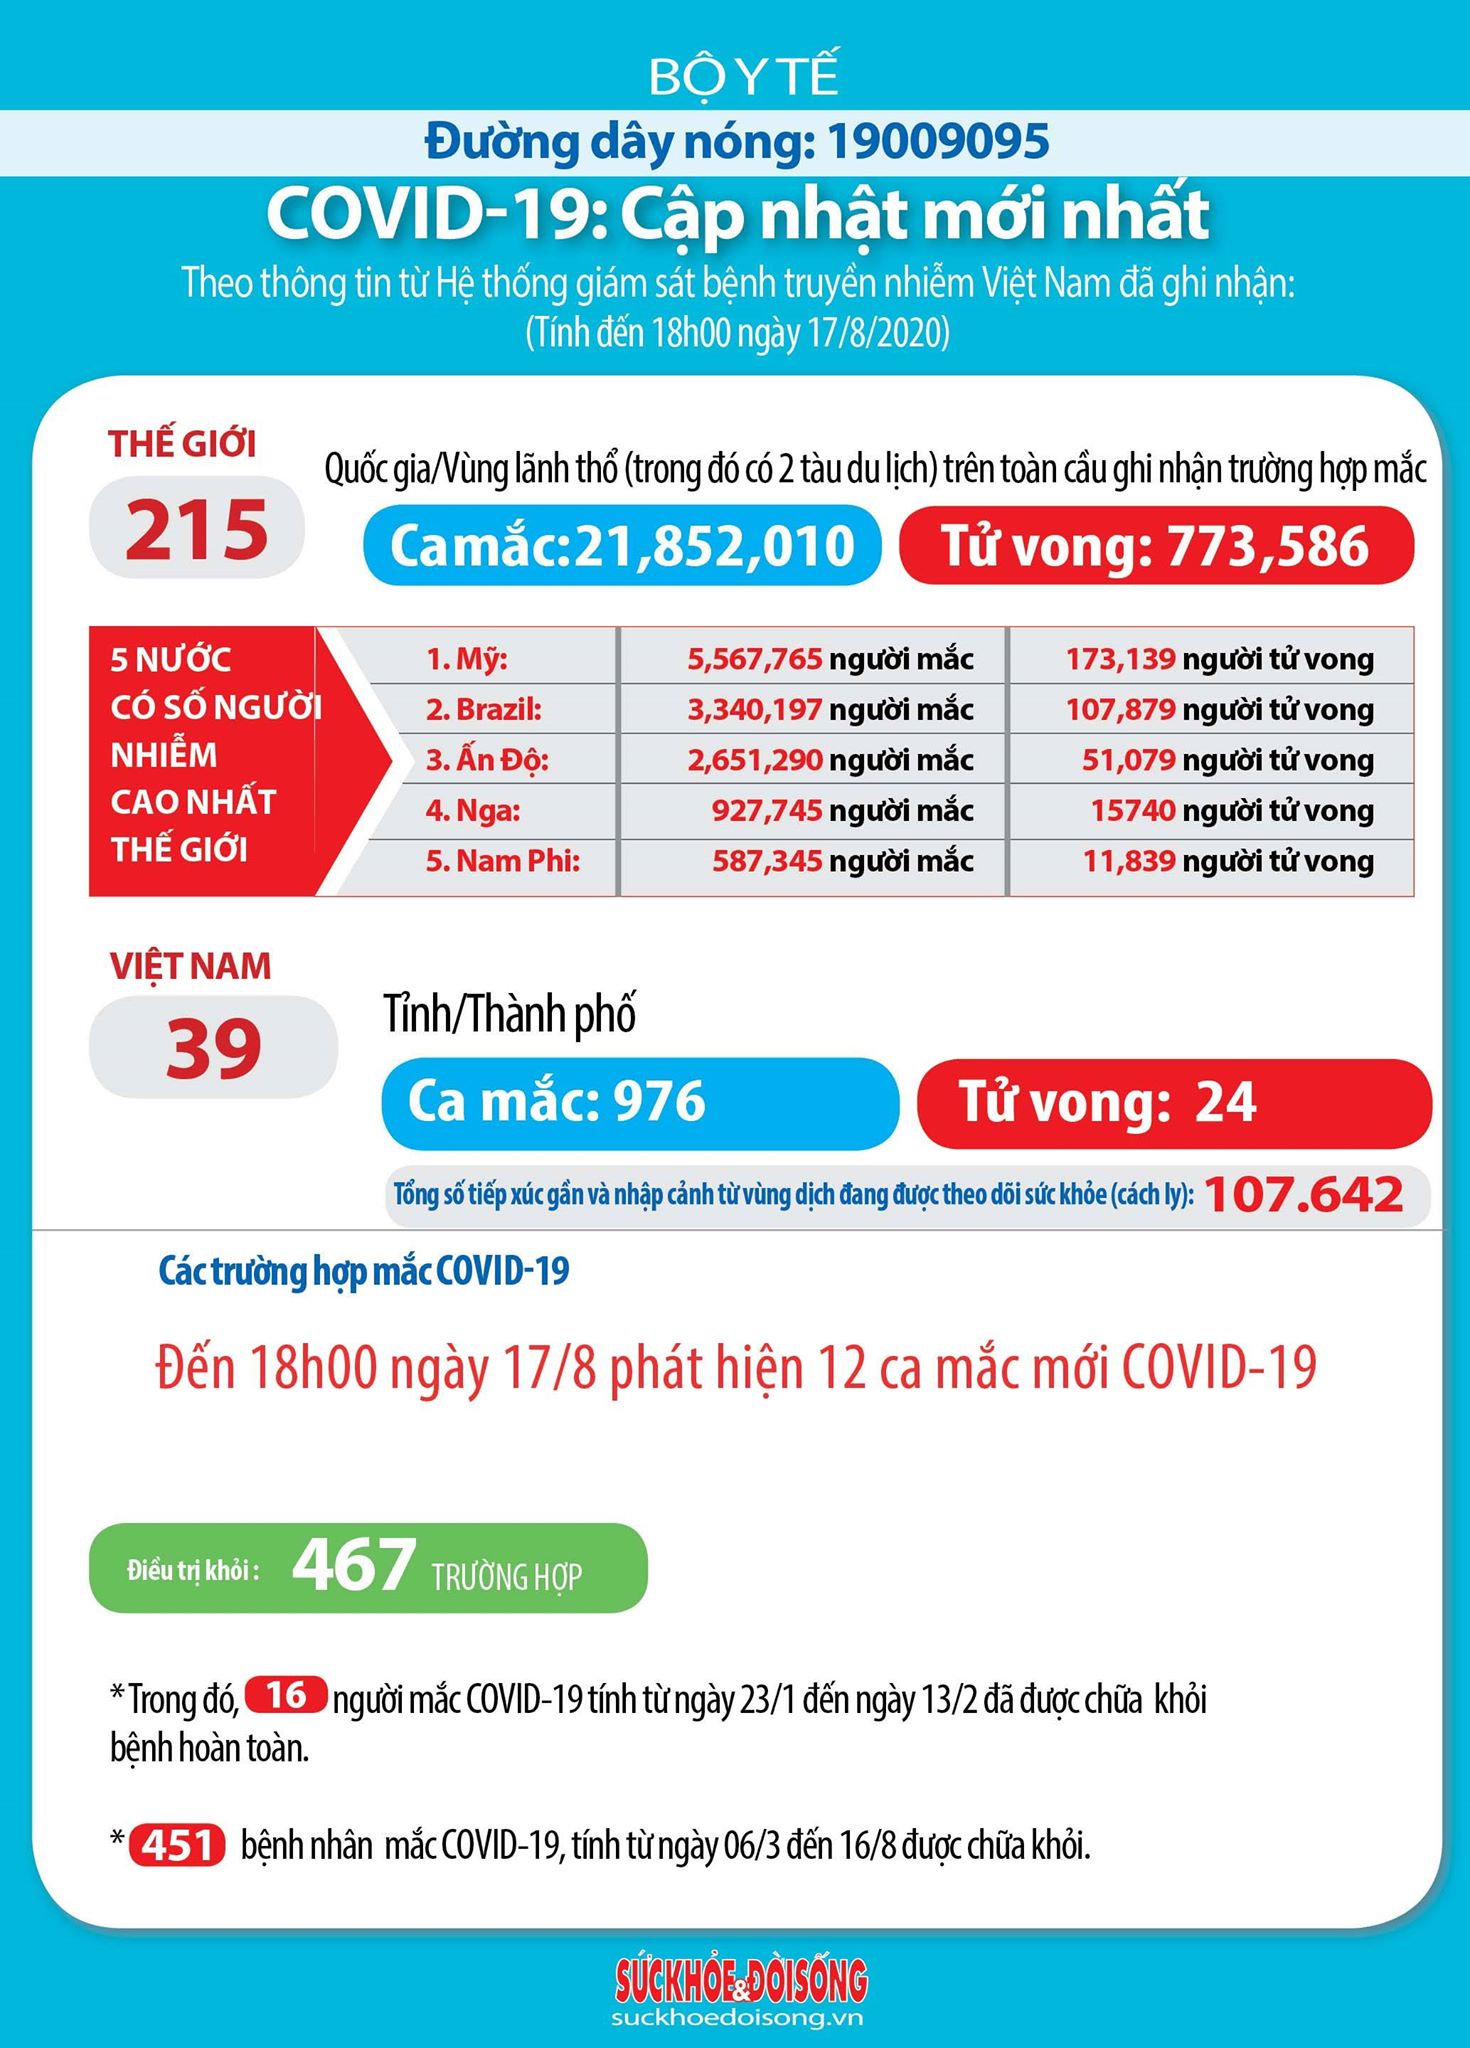 BỘ Y TẾ
Đường dây nóng: 19009095
COVID-19: Cập nhật mới nhất
Theo thông tin từ Hệ thống giám sát bệnh truyền nhiễm Việt Nam đã ghi nhận:
(Tính đến 18h00 ngày 17/8/2020)
THẾ GIỚI
215
Quốc gia/Vùng lãnh thổ (trong đó có 2 tàu du lịch) trên toàn cầu ghi nhận trường hợp mắc
Ca mắc:21,852,010
Tử vong: 773,586
5 NƯỚC
CÓ SỐ NGƯỜI
NHIỄM
CAO NHẤT
THẾ GIỚI
1. Mỹ: 5,567,765 người mắc 173,139 người tử vong
2. Brazil: 3,340,197 người mắc 107,879 người tử vong
3. Ấn Độ: 2,651,290 người mắc 51,079 người tử vong
4. Nga: 927,745 người mắc 15740 người tử vong
5. Nam Phi: 587,345 người mắc 11,839 người tử vong
VIỆT NAM
39
Tỉnh/Thành phố
Ca mắc: 976
Tử vong: 24
Tổng số tiếp xúc gần và nhập cảnh từ vùng dịch đang được theo dõi sức khỏe (cách ly): 107.642
Các trường hợp mắc COVID-19
Đến 18h00 ngày 17/8 phát hiện 12 ca mắc mới COVID-19
Điều trị khỏi : 467 TRƯỜNG HỢP
* Trong đó, 16 người mắc COVID-19 tính từ ngày 23/1 đến ngày 13/2 đã được chữa khỏi
bệnh hoàn toàn.
* 451 bệnh nhân mắc COVID-19, tính từ ngày 06/3 đến 16/8 được chữa khỏi.
SỨC KHỎE & ĐỜI SỐNG
suckhoedoisong.vn